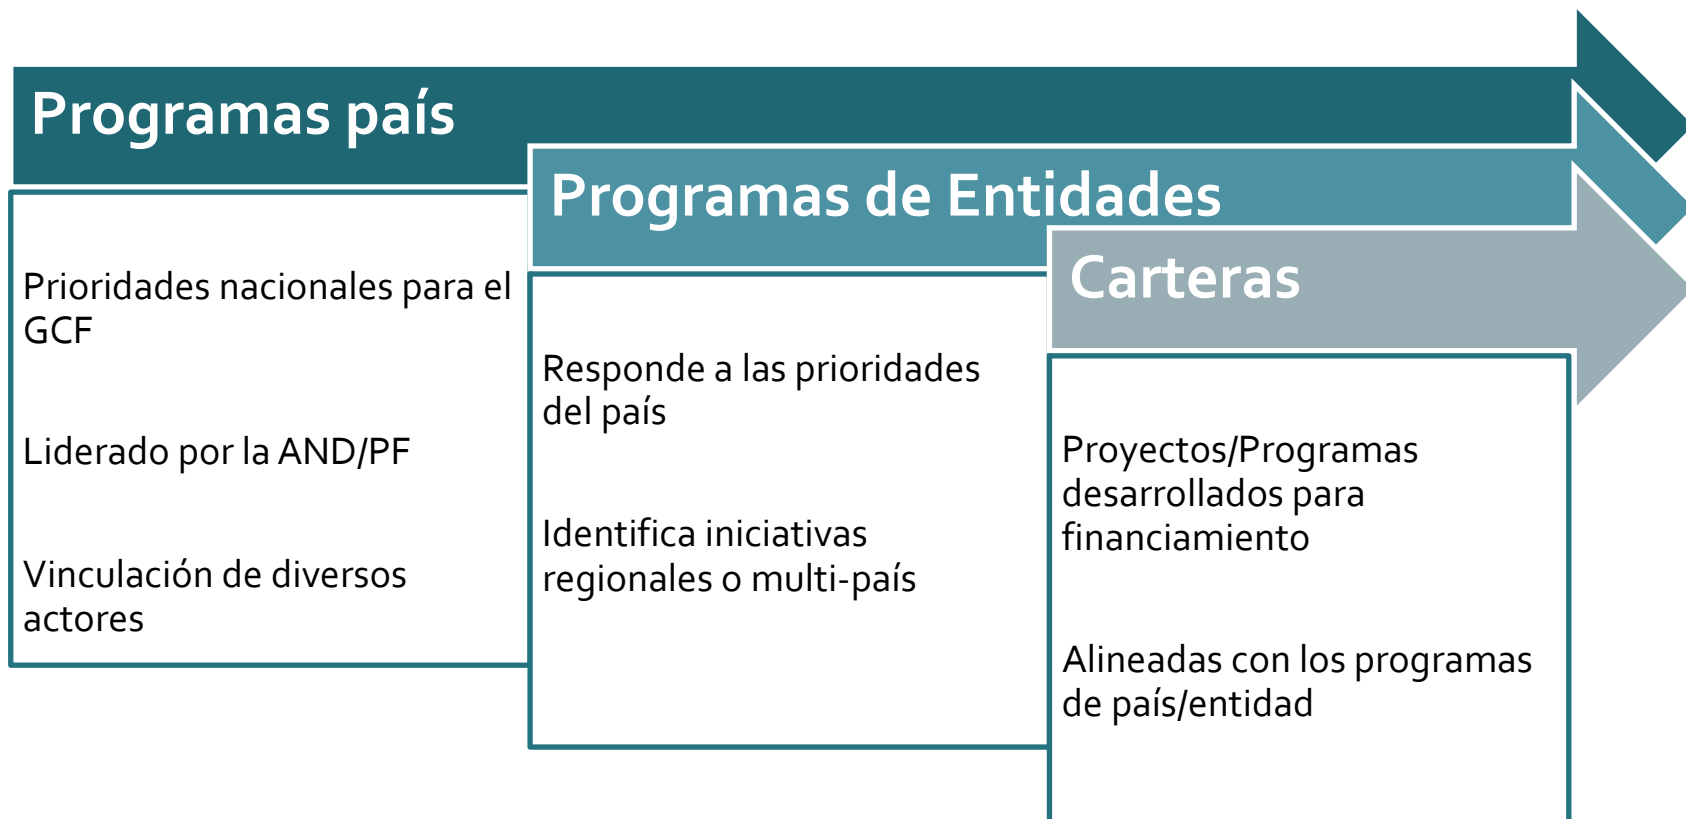 Programas país
Prioridades nacionales para el
GCF
Liderado por la AND/PF
Vinculación de diversos
actores
Programas de Entidades
Responde a las prioridades
del país
Identifica iniciativas
regionales o multi-país
Carteras
Proyectos/Programas
desarrollados para
financiamiento
Alineadas con los programas
de país/entidad